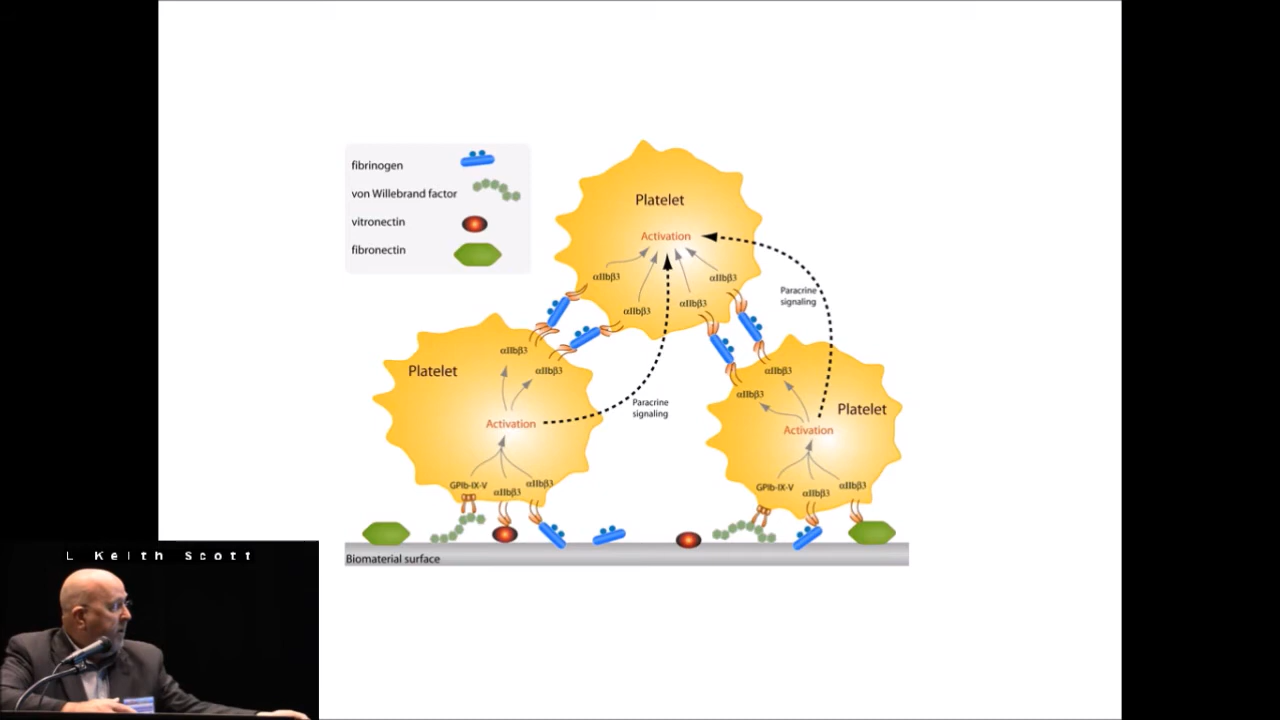 fibrinogen
von Willebrand factor
vitronectin
fibronectin
Platelet
Activation
αIIbβ3
αIIbβ3
αIIbβ3
αIIbβ3
Paracrine
signaling
Platelet
αIIbβ3
αIIbβ3
Activation
GPIb-IX-V
αIIbβ3
αIIbβ3
Paracrine
signaling
αIIbβ3
αIIbβ3
Platelet
Activation
GPIb-IX-V
αIIbβ3
αIIbβ3
Biomaterial surface
L Keith Scott